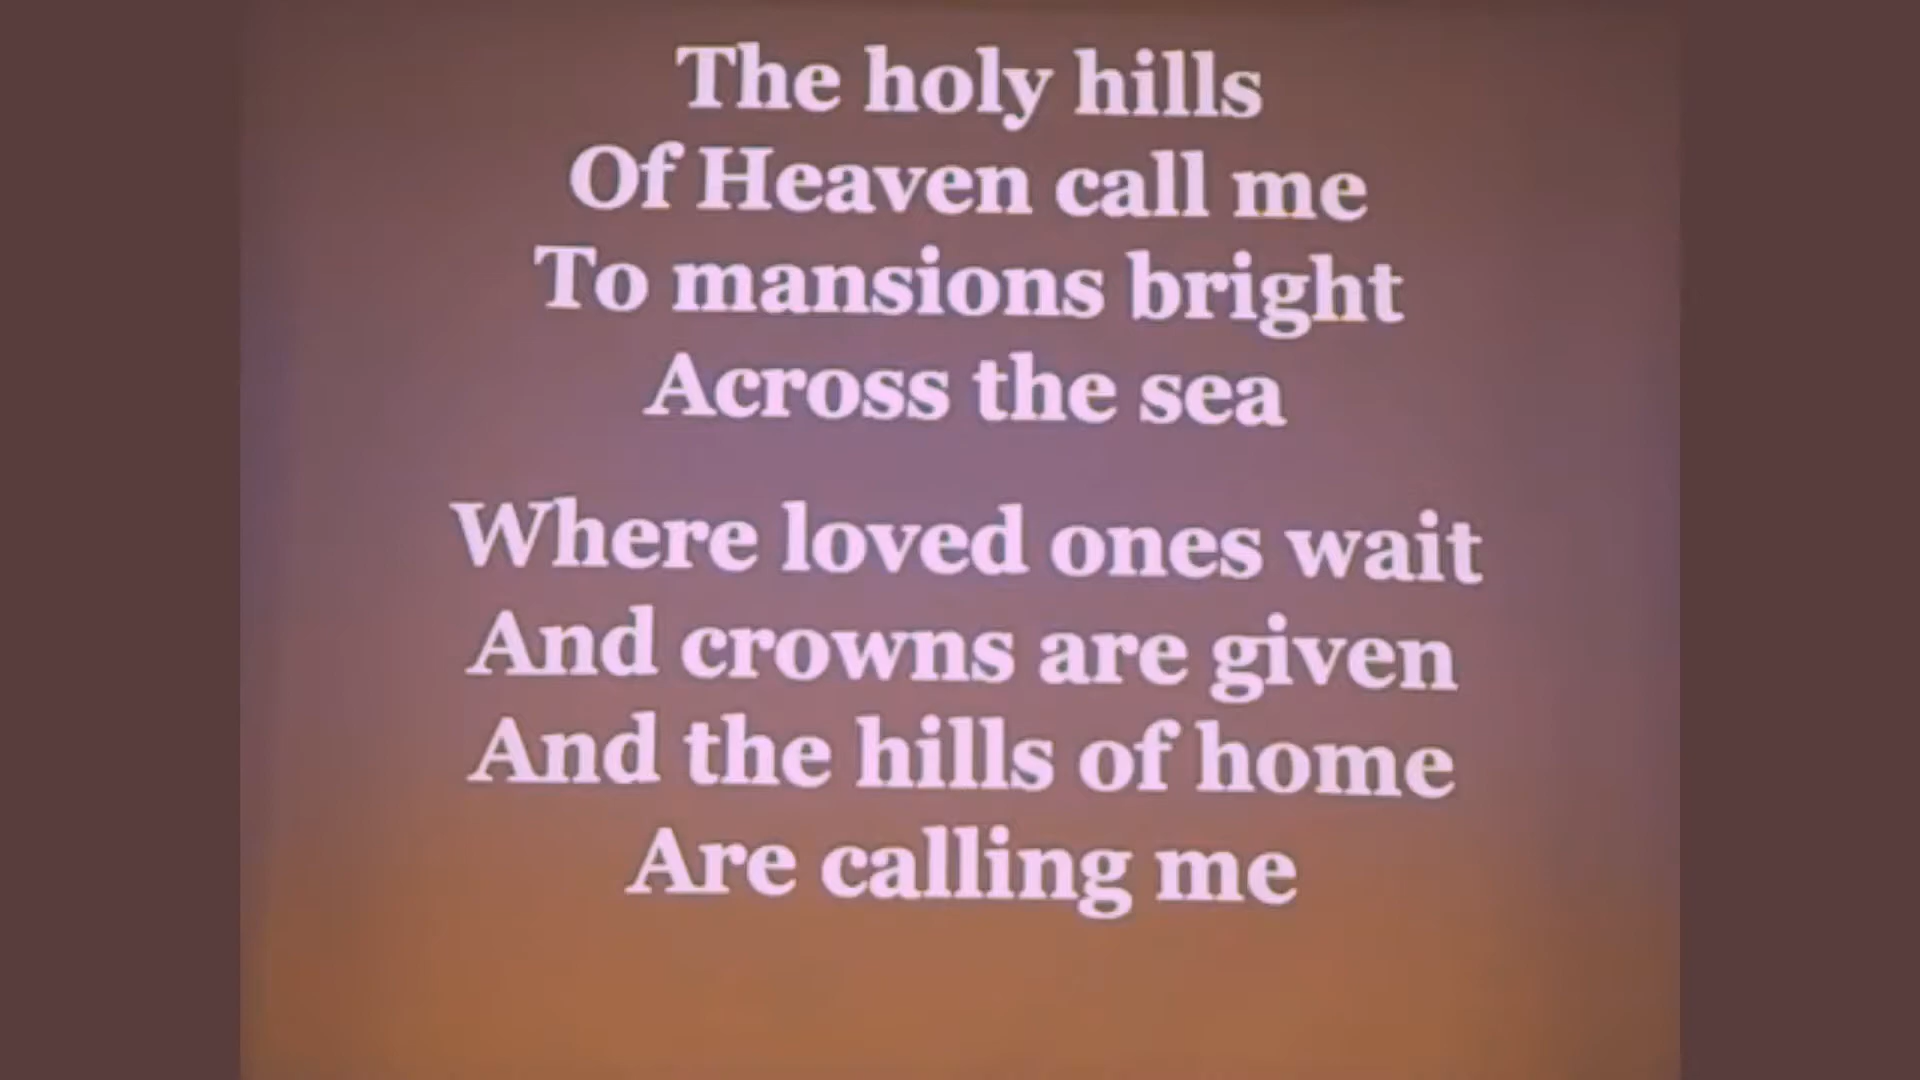 The holy hills
Of Heaven call me
To mansions bright
Across the sea
Where loved ones wait
And crowns are given
And the hills of home
Are calling me